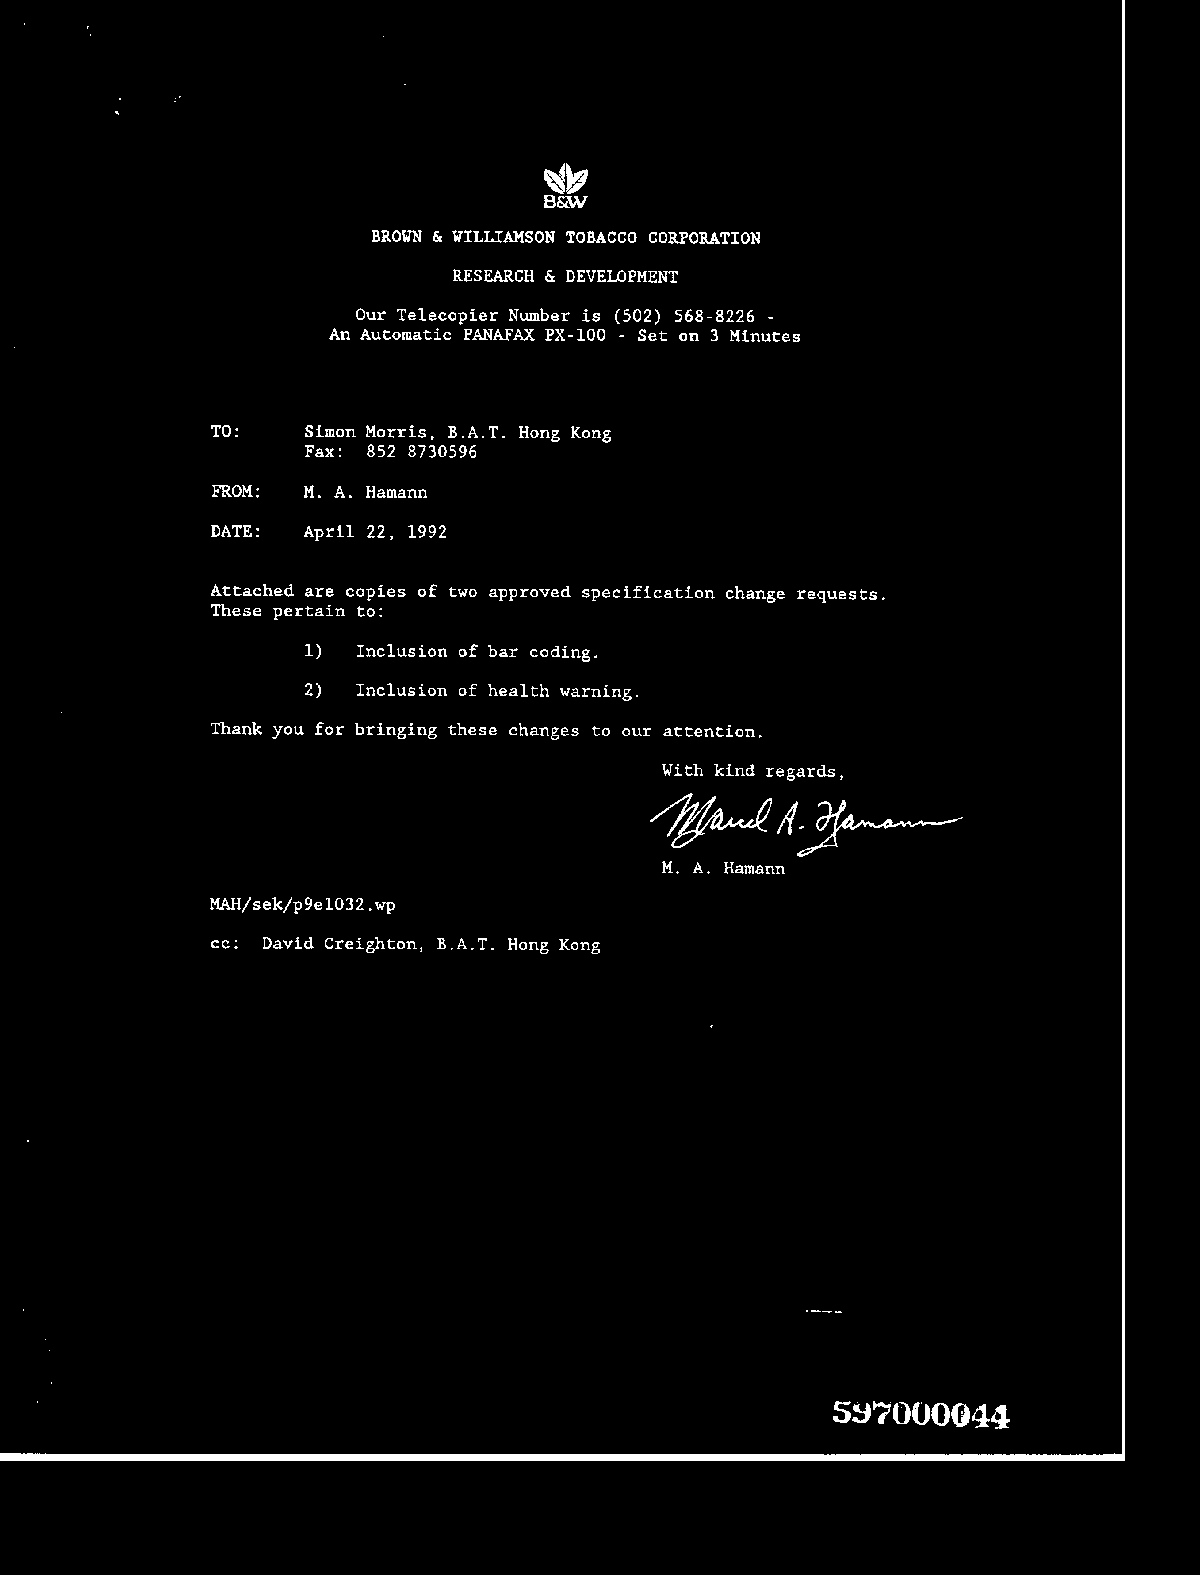 B&W
BROWN & WILLIAMSON TOBACCO CORPORATION
RESEARCH & DEVELOPMENT
Our Telecopier Number is (502) 568-8226 -
An Automatic PANAFAX PX-100 - Set on 3 Minutes
TO: Simon Morris, B.A.T. Hong Kong
Fax: 852 8730596
FROM: M. A. Hamann
DATE: April 22, 1992
Attached are copies of two approved specification change requests.
These pertain to:
1) Inclusion of bar coding.
2) Inclusion of health warning.
Thank you for bringing these changes to our attention.
With kind regards,
A. Hamann
M. A. Hamann
MAH/sek/p9e1032.wp
cc: David Creighton, B.A.T. Hong Kong
597000044